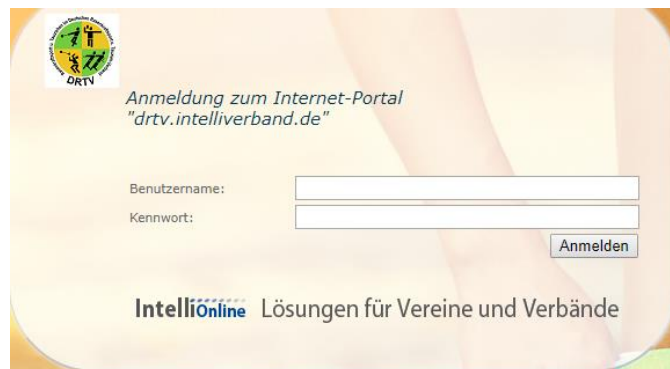 DRTV
Anmeldung zum Internet-Portal
"drtv.intelliverband.de"
Benutzername:
Kennwort:
Anmelden
IntelliOnline Lösungen für Vereine und Verbände